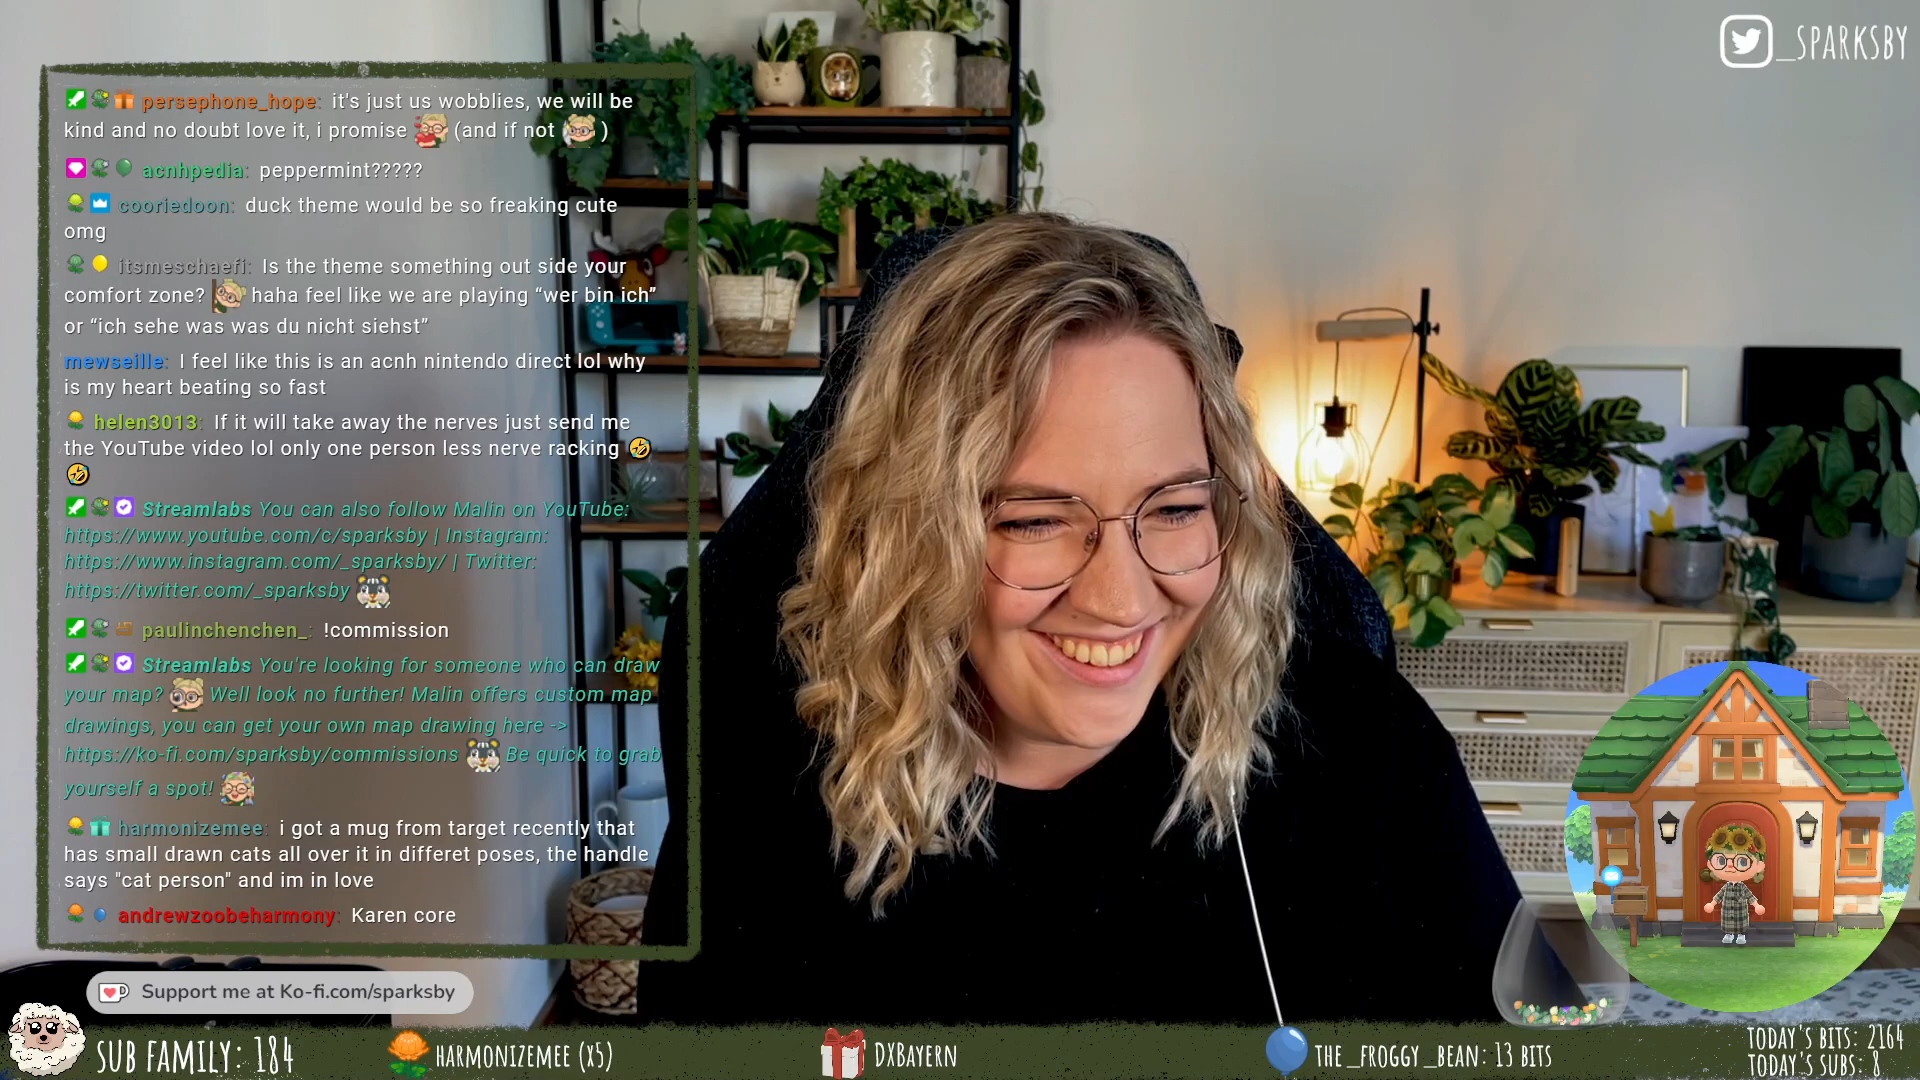 _SPARKSBY
persephone_hope: it's just us wobblies, we will be
kind and no doubt love it, i promise (and if not )
acnhpedia: peppermint?????
cooriedoon: duck theme would be so freaking cute
omg
itsmeschaefi: Is the theme something out side your
comfort zone? haha feel like we are playing “wer bin ich”
or “ich sehe was was du nicht siehst”
mewseille: I feel like this is an acnh nintendo direct lol why
is my heart beating so fast
helen3013: If it will take away the nerves just send me
the YouTube video lol only one person less nerve racking 🤣
🤣
Streamlabs You can also follow Malin on YouTube:
https://www.youtube.com/c/sparksby | Instagram:
https://www.instagram.com/_sparksby/ | Twitter:
https://twitter.com/_sparksby
paulinchenchen_: !commission
Streamlabs You're looking for someone who can draw
your map? Well look no further! Malin offers custom map
drawings, you can get your own map drawing here ->
https://ko-fi.com/sparksby/commissions Be quick to grab
yourself a spot!
harmonizemee: i got a mug from target recently that
has small drawn cats all over it in differet poses, the handle
says "cat person" and im in love
andrewzoobeharmony: Karen core
Support me at Ko-fi.com/sparksby
SUB FAMILY: 184
HARMONIZEMEE (X5)
DXBAYERN
THE_FROGGY_BEAN: 13 BITS
TODAY'S BITS: 2164
TODAY'S SUBS: 8